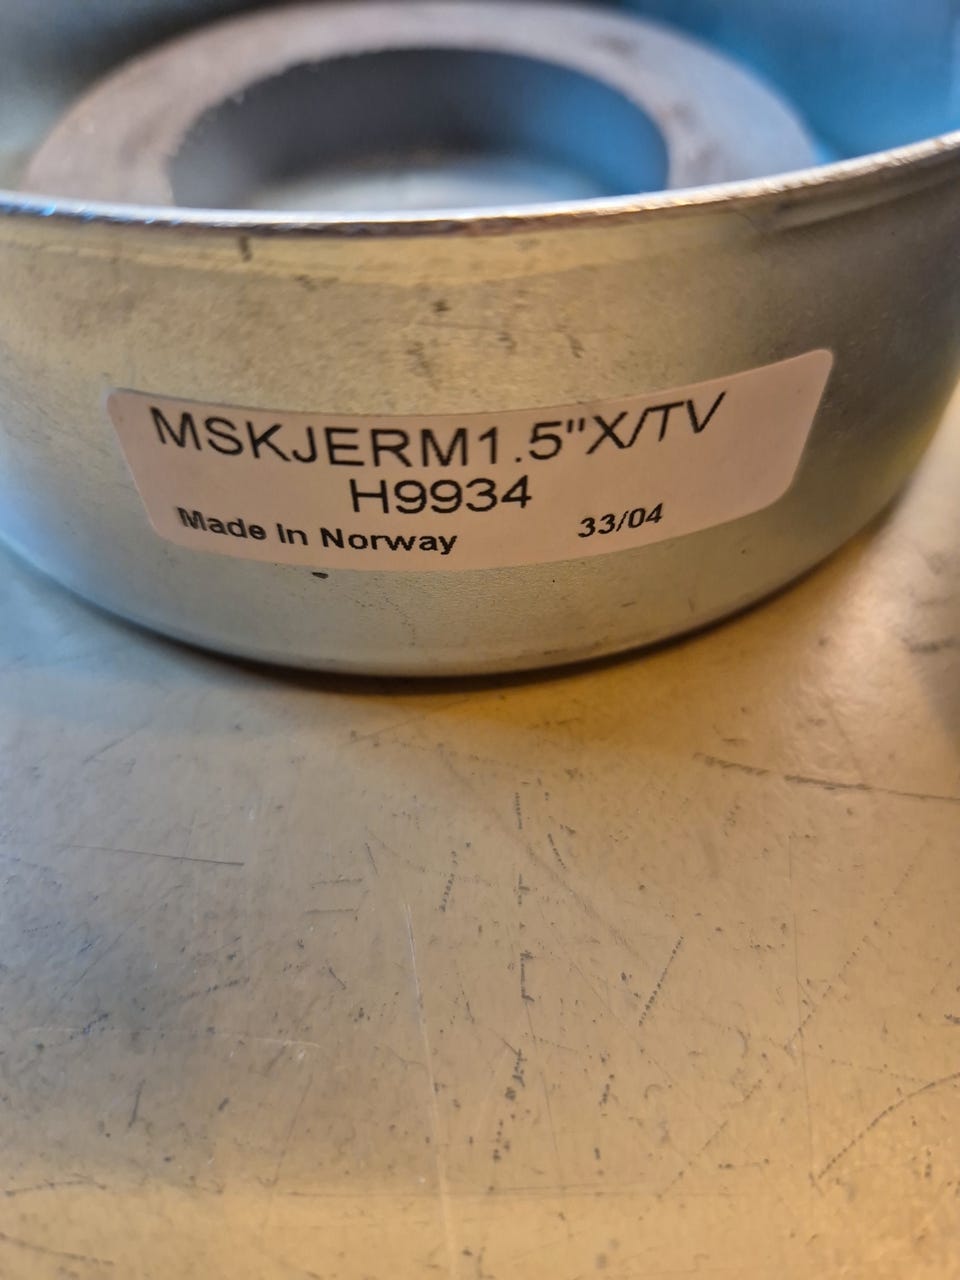 MSKJERM1.5"X/TV
H9934
Made In Norway 33/04